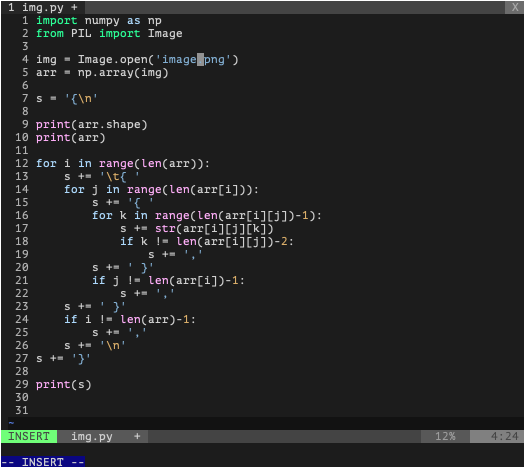 1 img.py + X
1 import numpy as np
2 from PIL import Image
3
4 img = Image.open('image.png')
5 arr = np.array(img)
6
7 s = '{\n'
8
9 print(arr.shape)
10 print(arr)
11
12 for i in range(len(arr)):
13     s += '\t{ '
14     for j in range(len(arr[i])):
15         s += '{ '
16         for k in range(len(arr[i][j])-1):
17             s += str(arr[i][j][k])
18             if k != len(arr[i][j])-2:
19                 s += ','
20         s += ' }'
21         if j != len(arr[i])-1:
22             s += ','
23     s += ' }'
24     if i != len(arr)-1:
25         s += ','
26     s += '\n'
27 s += '}'
28
29 print(s)
30
31
~
INSERT img.py + 12% 4:24
-- INSERT --